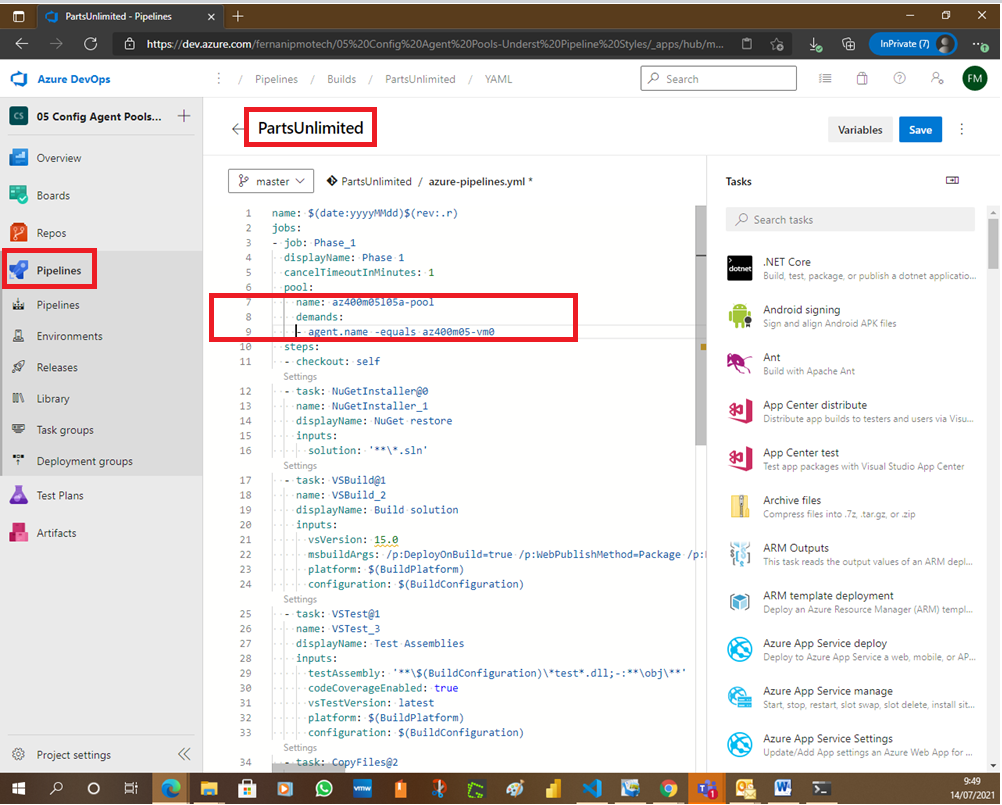 PartsUnlimited - Pipelines
https://dev.azure.com/fernanipmotech/05%20Config%20Agent%20Pools-Underst%20Pipeline%20Styles/_apps/hub/m...
InPrivate (7)
Azure DevOps
/ Pipelines / Builds / PartsUnlimited / YAML
Search
FM
CS
05 Config Agent Pools...
PartsUnlimited
Variables
Save
Overview
Boards
Repos
Pipelines
Pipelines
Environments
Releases
Library
Task groups
Deployment groups
Test Plans
Artifacts
Project settings
master
PartsUnlimited / azure-pipelines.yml *
1 name: $(date:yyyyMMdd)$(rev:.r)
2 jobs:
3 - job: Phase_1
4 displayName: Phase 1
5 cancelTimeoutInMinutes: 1
6 pool:
7 name: az400m05l05a-pool
8 demands:
9 - agent.name -equals az400m05-vm0
10 steps:
11 - checkout: self
Settings
12 - task: NuGetInstaller@0
13 name: NuGetInstaller_1
14 displayName: NuGet restore
15 inputs:
16 solution: '**\*.sln'
Settings
17 - task: VSBuild@1
18 name: VSBuild_2
19 displayName: Build solution
20 inputs:
21 vsVersion: 15.0
22 msbuildArgs: /p:DeployOnBuild=true /p:WebPublishMethod=Package /p:
23 platform: $(BuildPlatform)
24 configuration: $(BuildConfiguration)
Settings
25 - task: VSTest@1
26 name: VSTest_3
27 displayName: Test Assemblies
28 inputs:
29 testAssembly: '**\$(BuildConfiguration)\*test*.dll;-:**\obj\**'
30 codeCoverageEnabled: true
31 vsTestVersion: latest
32 platform: $(BuildPlatform)
33 configuration: $(BuildConfiguration)
Settings
34 - task: CopyFiles@2
Tasks
Search tasks
dotnet
.NET Core
Build, test, package, or publish a dotnet applicatio...
Android signing
Sign and align Android APK files
Ant
Build with Apache Ant
App Center distribute
Distribute app builds to testers and users via Visu...
App Center test
Test app packages with Visual Studio App Center
Archive files
Compress files into .7z, .tar.gz, or .zip
ARM Outputs
This task reads the output values of an ARM depl...
ARM template deployment
Deploy an Azure Resource Manager (ARM) templ...
Azure App Service deploy
Deploy to Azure App Service a web, mobile, or AP...
Azure App Service manage
Start, stop, restart, slot swap, slot delete, install sit...
Azure App Service Settings
Update/Add App settings an Azure Web App for ...
vmw
9:49
14/07/2021